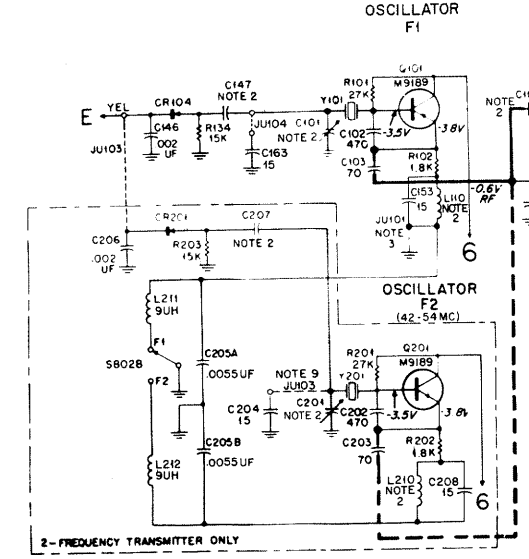 OSCILLATOR
F1
Q101
M9189
R101
27K
C147
NOTE 2
CR104
YEL
E
Y101
C101
NOTE 2
JU104
C146
.002
UF
R134
15K
C163
15
JU103
C102
470
-3.5V
-3.8V
C103
70
R102
1.8K
NOTE
2
-0.6V
RF
C153
15
L110
NOTE
2
JU101
NOTE
3
6
CR201
C207
NOTE 2
C206
.002
UF
R203
15K
OSCILLATOR
F2
(42-54MC)
L211
9UH
F1
S802B
F2
C205A
.0055UF
C205B
.0055UF
L212
9UH
R201
27K
Q201
M9189
NOTE 9
JU103
Y201
C204
15
C201
NOTE 2
C202
470
-3.5V
-3.8V
C203
70
R202
1.8K
L210
NOTE
2
C208
15
6
2-FREQUENCY TRANSMITTER ONLY